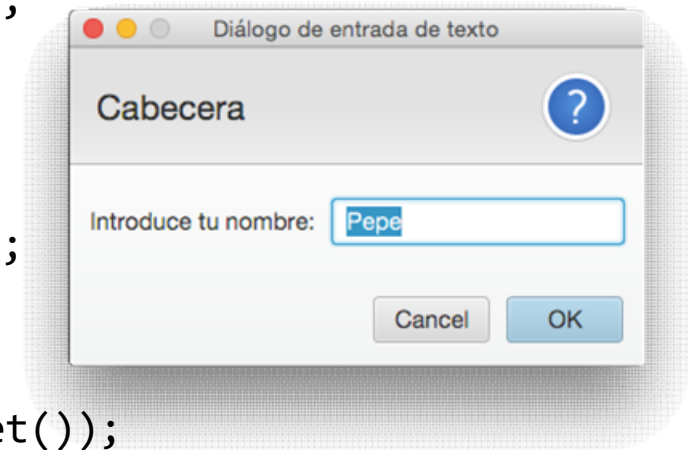 ;
Diálogo de entrada de texto
Cabecera
?
Introduce tu nombre: Pepe
;
Cancel OK
et());